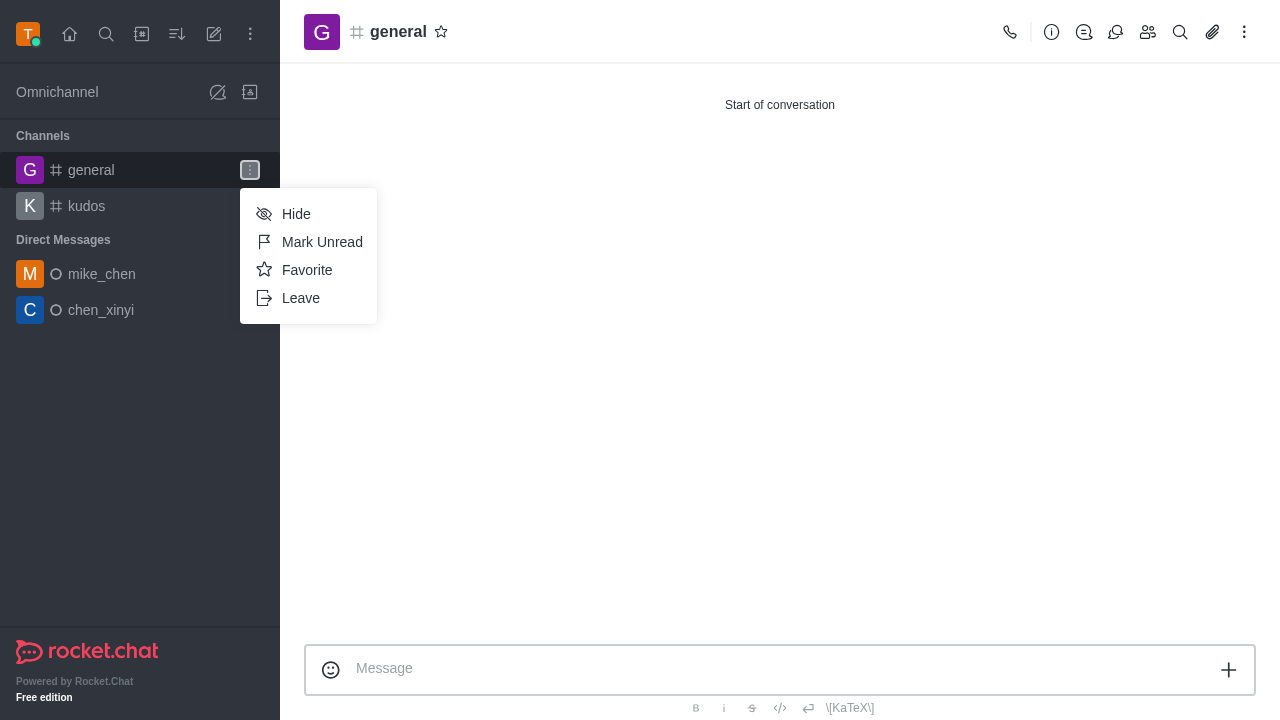 T
Omnichannel
Channels
G general
K kudos
Direct Messages
M mike_chen
C chen_xinyi
Hide
Mark Unread
Favorite
Leave
rocket.chat
Powered by Rocket.Chat
Free edition
G general
Start of conversation
Message
B i S \[KaTeX\]